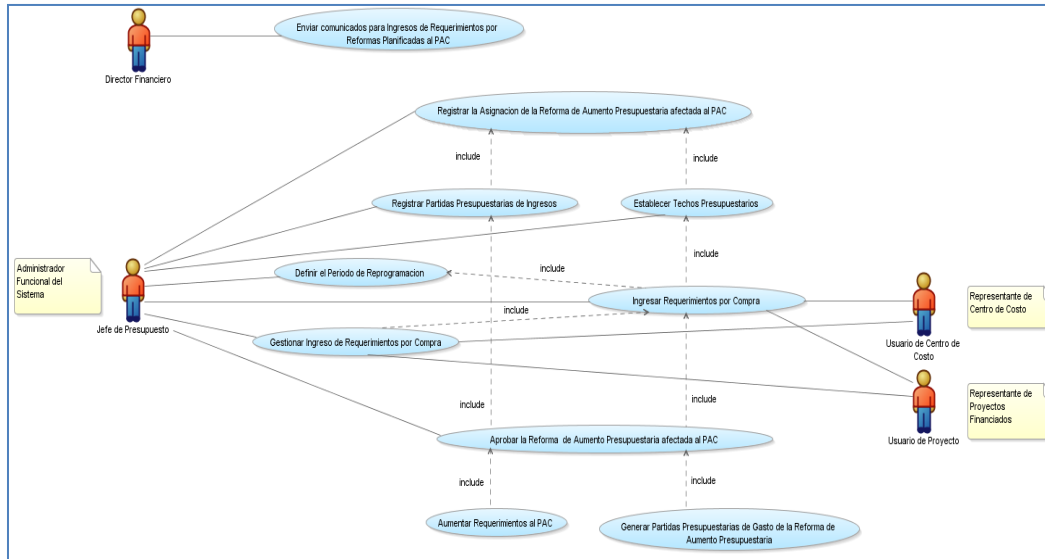 Enviar comunicados para Ingresos de Requerimientos por
Reformas Planificadas al PAC
Director Financiero
Registrar la Asignacion de la Reforma de Aumento Presupuestaria afectada al PAC
include
include
Registrar Partidas Presupuestarias de Ingresos
Establecer Techos Presupuestarios
Administrador
Funcional del
Sistema
Definir el Periodo de Reprogramacion
include
include
Ingresar Requerimientos por Compra
Representante de
Centro de Costo
include
Jefe de Presupuesto
Gestionar Ingreso de Requerimientos por Compra
Usuario de Centro de
Costo
include
include
Representante de
Proyectos
Financiados
Usuario de Proyecto
Aprobar la Reforma de Aumento Presupuestaria afectada al PAC
include
include
Aumentar Requerimientos al PAC
Generar Partidas Presupuestarias de Gasto de la Reforma de
Aumento Presupuestaria